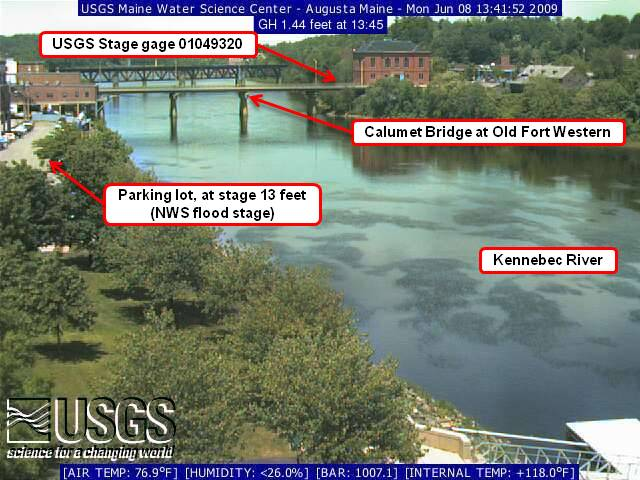 USGS Maine Water Science Center - Augusta Maine - Mon Jun 08 13:41:52 2009
GH 1.44 feet at 13:45
USGS Stage gage 01049320
Calumet Bridge at Old Fort Western
Parking lot, at stage 13 feet
(NWS flood stage)
Kennebec River
USGS
science for a changing world
[AIR TEMP: 76.9°F] [HUMIDITY: <26.0%] [BAR: 1007.1] [INTERNAL TEMP: +118.0°F]